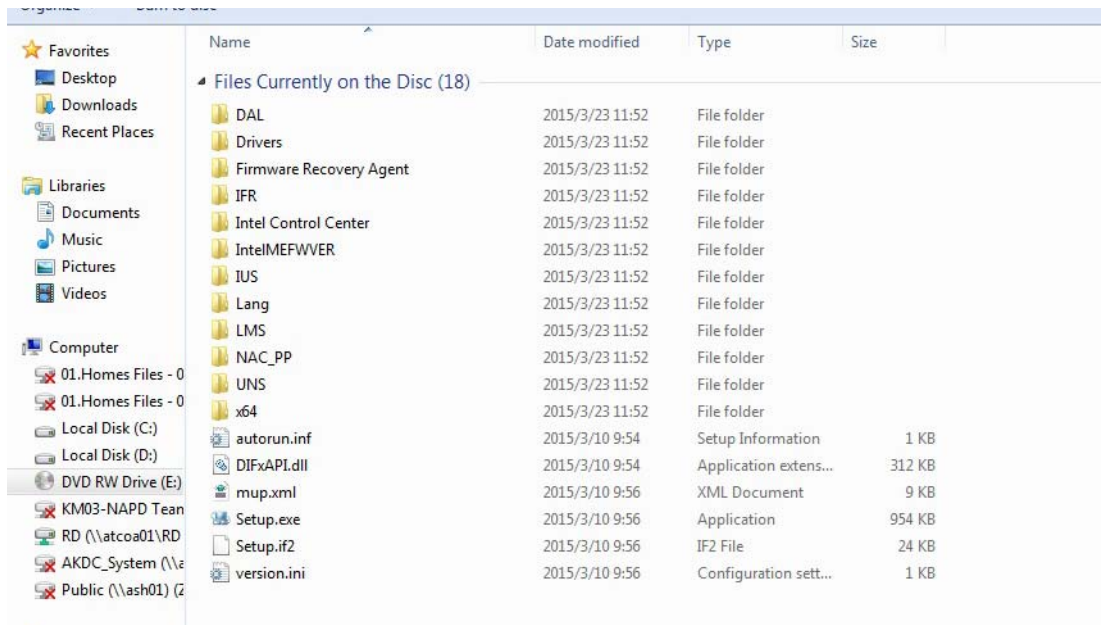 Organize Burn to disc
Name Date modified Type Size
Favorites
Desktop
Downloads
Recent Places
Libraries
Documents
Music
Pictures
Videos
Computer
01.Homes Files - 0
01.Homes Files - 0
Local Disk (C:)
Local Disk (D:)
DVD RW Drive (E:)
KM03-NAPD Tean
RD (\\atcoa01\RD
AKDC_System (\\a
Public (\\ash01) (Z
Files Currently on the Disc (18)
DAL 2015/3/23 11:52 File folder
Drivers 2015/3/23 11:52 File folder
Firmware Recovery Agent 2015/3/23 11:52 File folder
IFR 2015/3/23 11:52 File folder
Intel Control Center 2015/3/23 11:52 File folder
IntelMEFWVER 2015/3/23 11:52 File folder
IUS 2015/3/23 11:52 File folder
Lang 2015/3/23 11:52 File folder
LMS 2015/3/23 11:52 File folder
NAC_PP 2015/3/23 11:52 File folder
UNS 2015/3/23 11:52 File folder
x64 2015/3/23 11:52 File folder
autorun.inf 2015/3/10 9:54 Setup Information 1 KB
DIFxAPI.dll 2015/3/10 9:54 Application extens... 312 KB
mup.xml 2015/3/10 9:56 XML Document 9 KB
Setup.exe 2015/3/10 9:56 Application 954 KB
Setup.if2 2015/3/10 9:56 IF2 File 24 KB
version.ini 2015/3/10 9:56 Configuration sett... 1 KB